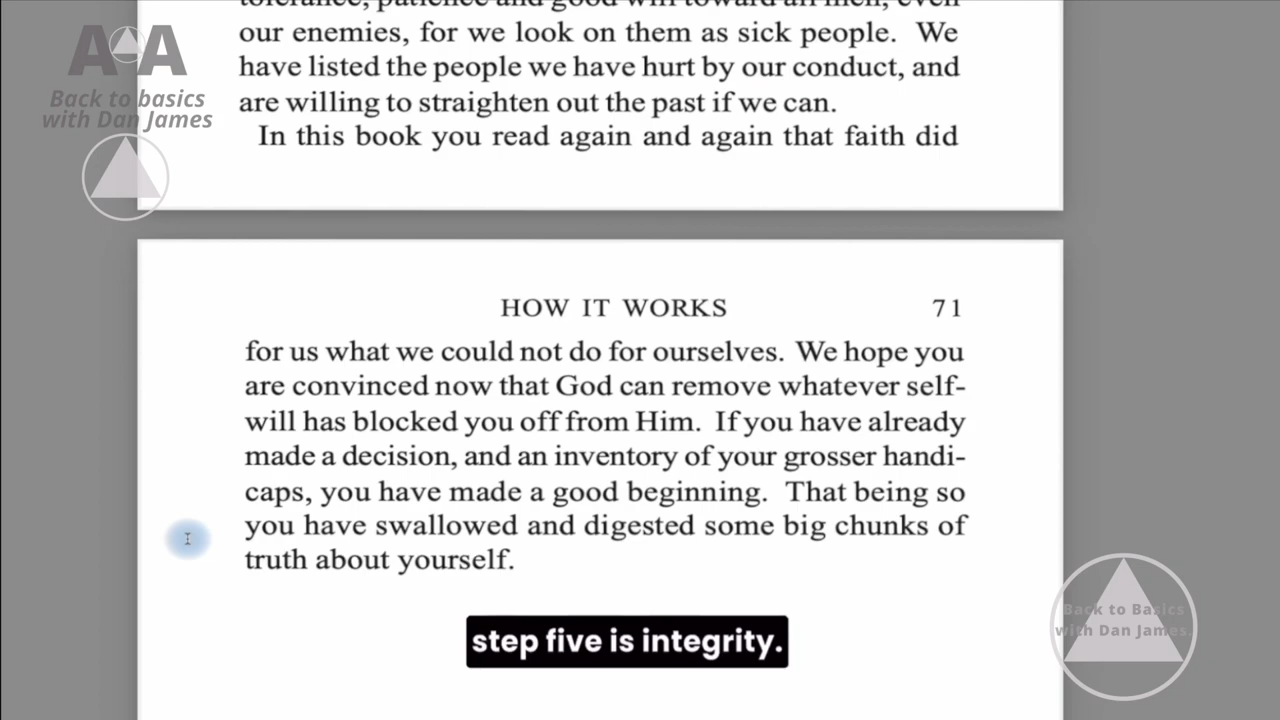 tolerance, patience and good will toward all men, even
our enemies, for we look on them as sick people. We
have listed the people we have hurt by our conduct, and
are willing to straighten out the past if we can.
In this book you read again and again that faith did
AA
Back to basics
with Dan James
HOW IT WORKS 71
for us what we could not do for ourselves. We hope you
are convinced now that God can remove whatever self-
will has blocked you off from Him. If you have already
made a decision, and an inventory of your grosser handi-
caps, you have made a good beginning. That being so
you have swallowed and digested some big chunks of
truth about yourself.
step five is integrity.
Back to Basics
with Dan James